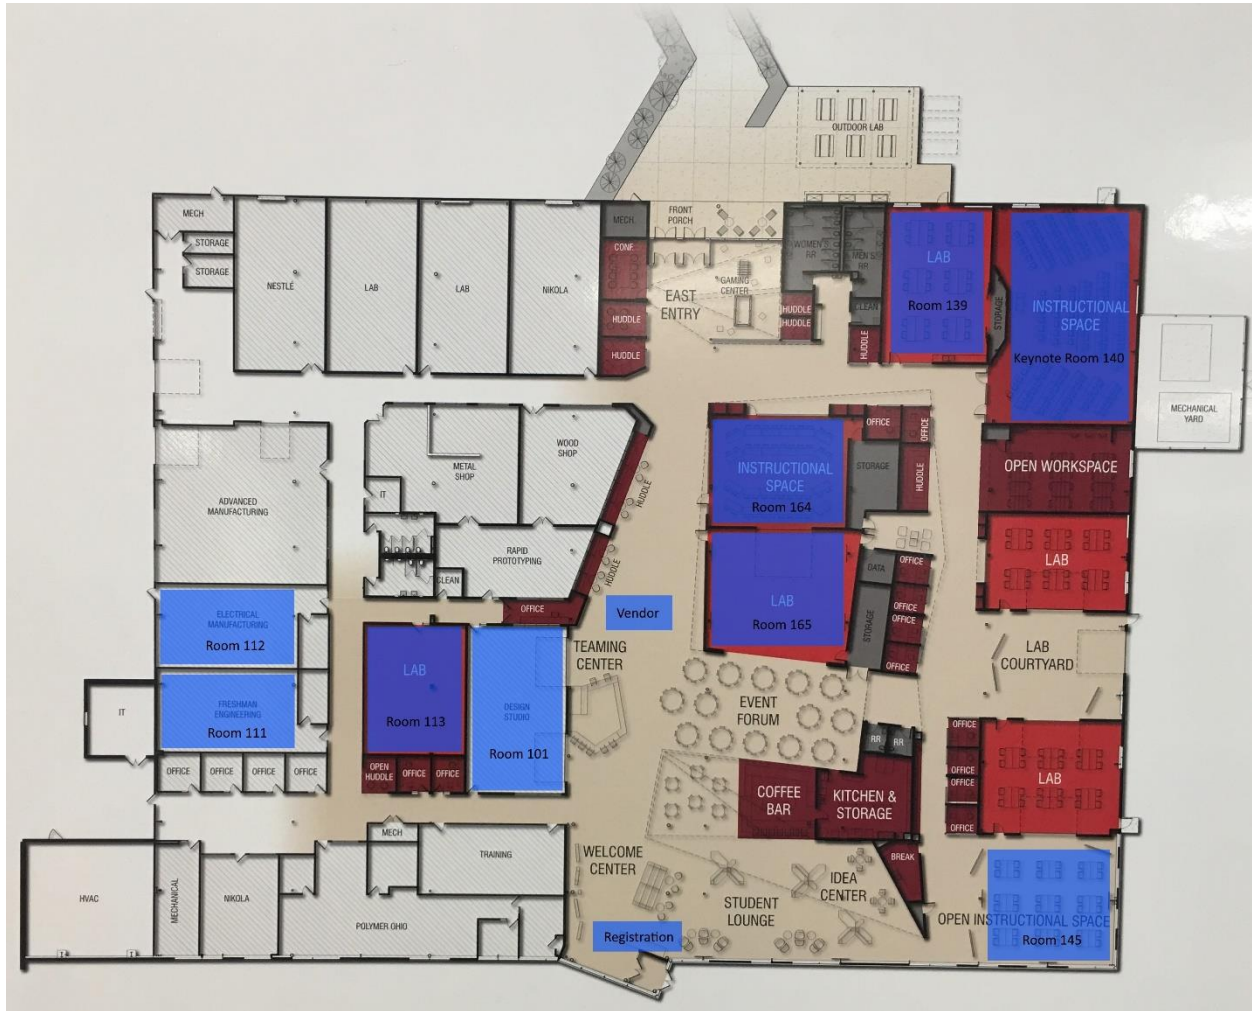 OUTDOOR LAB
MECH
STORAGE
STORAGE
NESTLÉ
LAB
LAB
NIKOLA
MECH.
CONF.
HUDDLE
HUDDLE
FRONT
PORCH
EAST
ENTRY
GAMING
CENTER
WOMEN'S
RR
MEN'S
RR
CLEAN
HUDDLE
HUDDLE
HUDDLE
LAB
Room 139
STORAGE
INSTRUCTIONAL
SPACE
Keynote Room 140
MECHANICAL
YARD
ADVANCED
MANUFACTURING
METAL
SHOP
WOOD
SHOP
IT
RAPID
PROTOTYPING
CLEAN
OFFICE
HUDDLE
HUDDLE
INSTRUCTIONAL
SPACE
Room 164
OFFICE
OFFICE
STORAGE
HUDDLE
OPEN WORKSPACE
LAB
LAB
Room 165
DATA
STORAGE
OFFICE
OFFICE
OFFICE
OFFICE
ELECTRICAL
MANUFACTURING
Room 112
FRESHMAN
ENGINEERING
Room 111
IT
OFFICE
OFFICE
OFFICE
OFFICE
LAB
Room 113
OPEN
HUDDLE
OFFICE
OFFICE
DESIGN
STUDIO
Room 101
Vendor
TEAMING
CENTER
EVENT
FORUM
LAB
COURTYARD
RR
RR
OFFICE
OFFICE
OFFICE
OFFICE
LAB
COFFEE
BAR
KITCHEN &
STORAGE
BREAK
HVAC
MECHANICAL
NIKOLA
MECH
TRAINING
POLYMER OHIO
WELCOME
CENTER
Registration
STUDENT
LOUNGE
IDEA
CENTER
OPEN INSTRUCTIONAL SPACE
Room 145